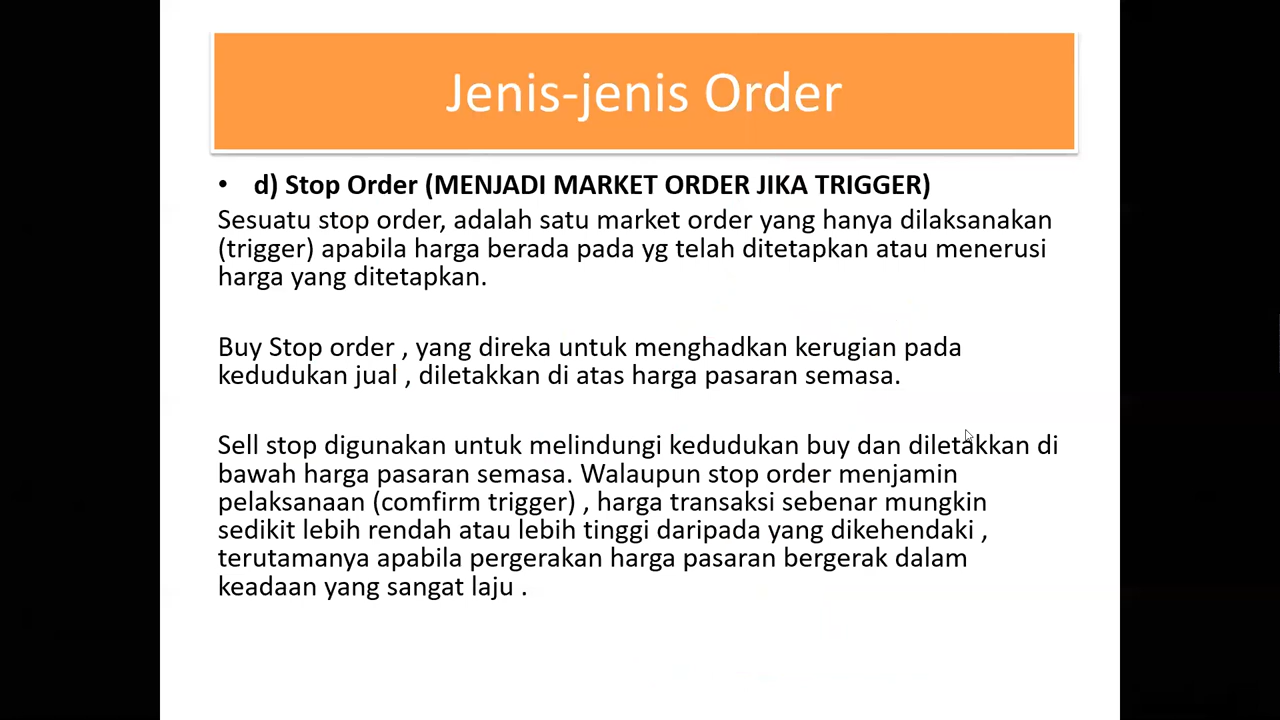 Jenis-jenis Order
• d) Stop Order (MENJADI MARKET ORDER JIKA TRIGGER)
Sesuatu stop order, adalah satu market order yang hanya dilaksanakan
(trigger) apabila harga berada pada yg telah ditetapkan atau menerusi
harga yang ditetapkan.
Buy Stop order , yang direka untuk menghadkan kerugian pada
kedudukan jual , diletakkan di atas harga pasaran semasa.
Sell stop digunakan untuk melindungi kedudukan buy dan diletakkan di
bawah harga pasaran semasa. Walaupun stop order menjamin
pelaksanaan (comfirm trigger) , harga transaksi sebenar mungkin
sedikit lebih rendah atau lebih tinggi daripada yang dikehendaki ,
terutamanya apabila pergerakan harga pasaran bergerak dalam
keadaan yang sangat laju .